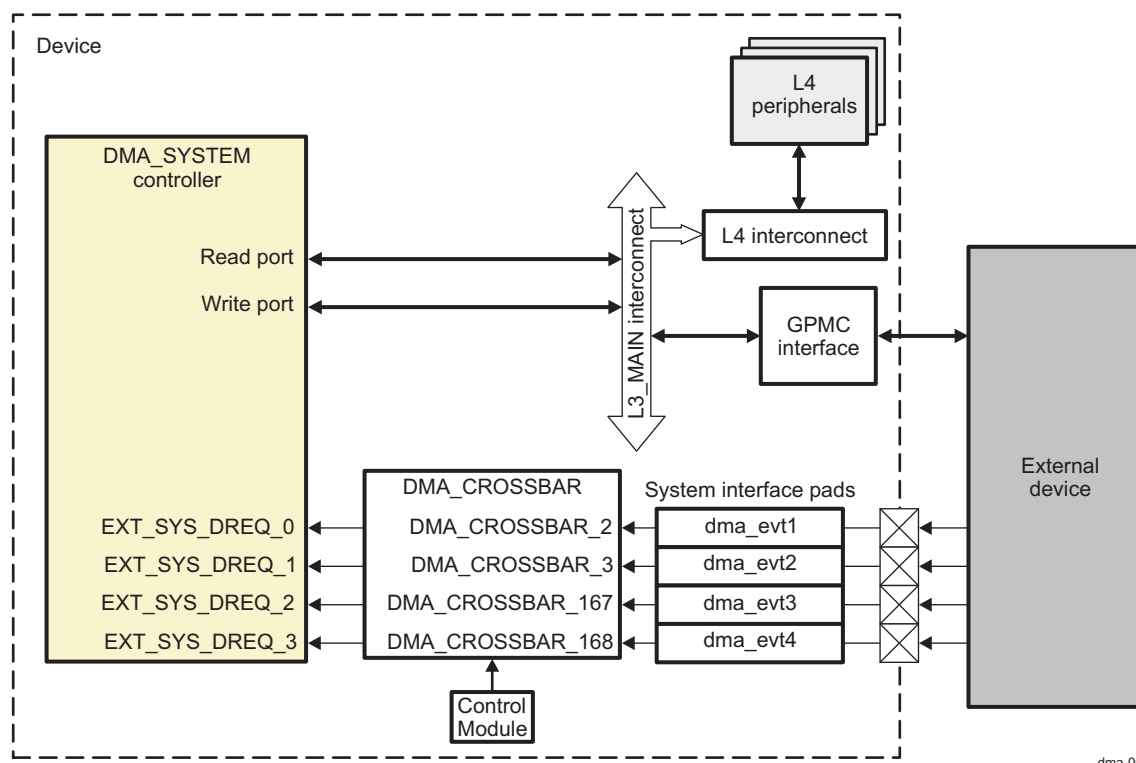 Device
L4
peripherals
DMA_SYSTEM
controller
L3_MAIN interconnect
L4 interconnect
Read port
Write port
GPMC
interface
External
device
DMA_CROSSBAR
System interface pads
EXT_SYS_DREQ_0
DMA_CROSSBAR_2
dma_evt1
EXT_SYS_DREQ_1
DMA_CROSSBAR_3
dma_evt2
EXT_SYS_DREQ_2
DMA_CROSSBAR_167
dma_evt3
EXT_SYS_DREQ_3
DMA_CROSSBAR_168
dma_evt4
Control
Module